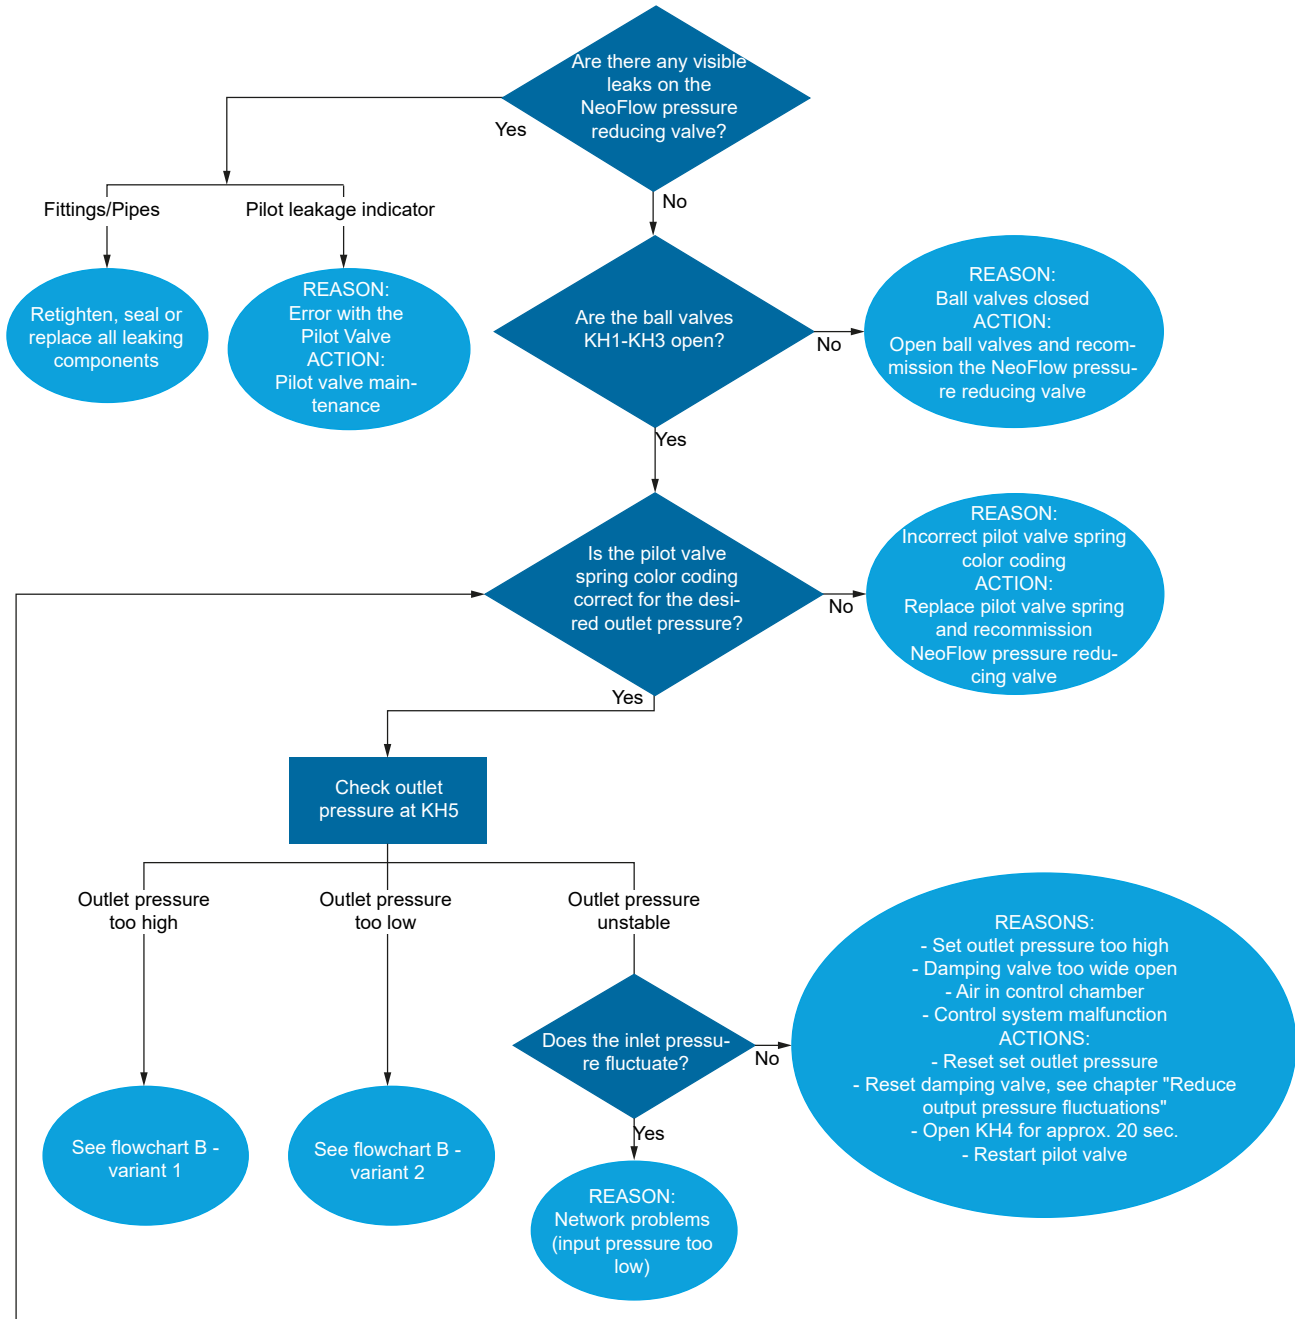 Are there any visible
leaks on the
NeoFlow pressure
reducing valve?
Yes
No
Fittings/Pipes
Pilot leakage indicator
Retighten, seal or
replace all leaking
components
REASON:
Error with the
Pilot Valve
ACTION:
Pilot valve main-
tenance
Are the ball valves
KH1-KH3 open?
No
REASON:
Ball valves closed
ACTION:
Open ball valves and recom-
mission the NeoFlow pressu-
re reducing valve
Yes
Is the pilot valve
spring color coding
correct for the desi-
red outlet pressure?
No
REASON:
Incorrect pilot valve spring
color coding
ACTION:
Replace pilot valve spring
and recommission
NeoFlow pressure redu-
cing valve
Yes
Check outlet
pressure at KH5
Outlet pressure
too high
Outlet pressure
too low
Outlet pressure
unstable
See flowchart B -
variant 1
See flowchart B -
variant 2
Does the inlet pressu-
re fluctuate?
No
REASONS:
- Set outlet pressure too high
- Damping valve too wide open
- Air in control chamber
- Control system malfunction
ACTIONS:
- Reset set outlet pressure
- Reset damping valve, see chapter "Reduce
output pressure fluctuations"
- Open KH4 for approx. 20 sec.
- Restart pilot valve
Yes
REASON:
Network problems
(input pressure too
low)